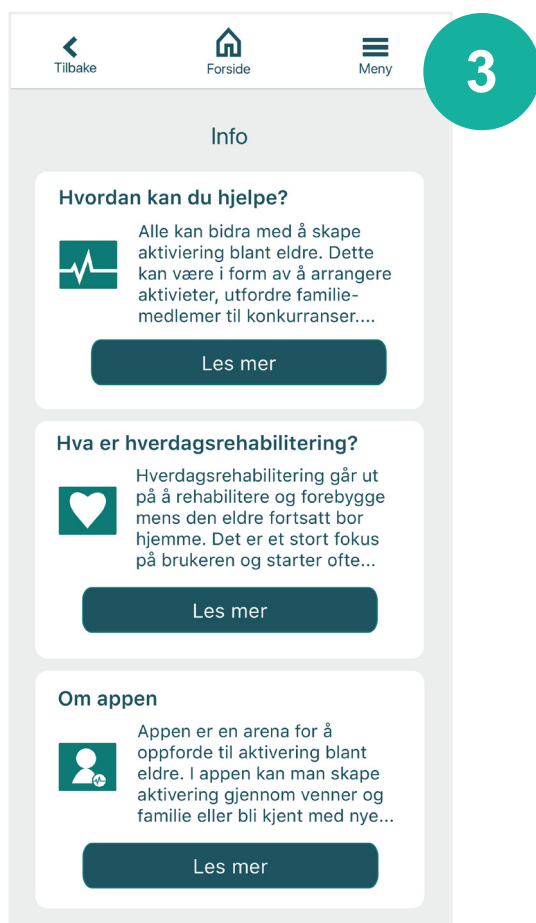 Tilbake
Forside
Meny
3
Info
Hvordan kan du hjelpe?
Alle kan bidra med å skape
aktiviering blant eldre. Dette
kan være i form av å arrangere
aktivieter, utfordre familie-
medlemer til konkurranser....
Les mer
Hva er hverdagsrehabilitering?
Hverdagsrehabilitering går ut
på å rehabilitere og forebygge
mens den eldre fortsatt bor
hjemme. Det er et stort fokus
på brukeren og starter ofte...
Les mer
Om appen
Appen er en arena for å
oppforde til aktivering blant
eldre. I appen kan man skape
aktivering gjennom venner og
familie eller bli kjent med nye...
Les mer